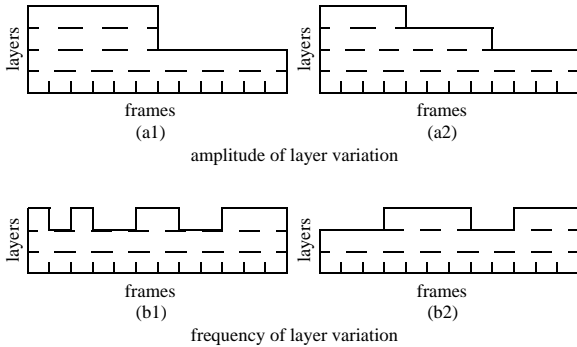 layers
layers
frames
frames
(a1)
(a2)
amplitude of layer variation
layers
layers
frames
frames
(b1)
(b2)
frequency of layer variation